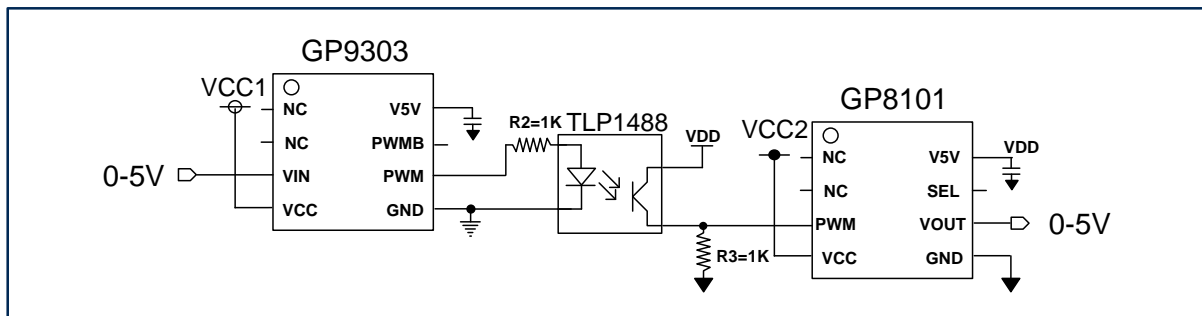 GP9303
VCC1
NC
NC
VIN
VCC
V5V
PWMB
PWM
GND
0-5V
R2=1K
TLP1488
VDD
R3=1K
GP8101
VCC2
NC
NC
PWM
VCC
V5V
SEL
VOUT
GND
VDD
0-5V